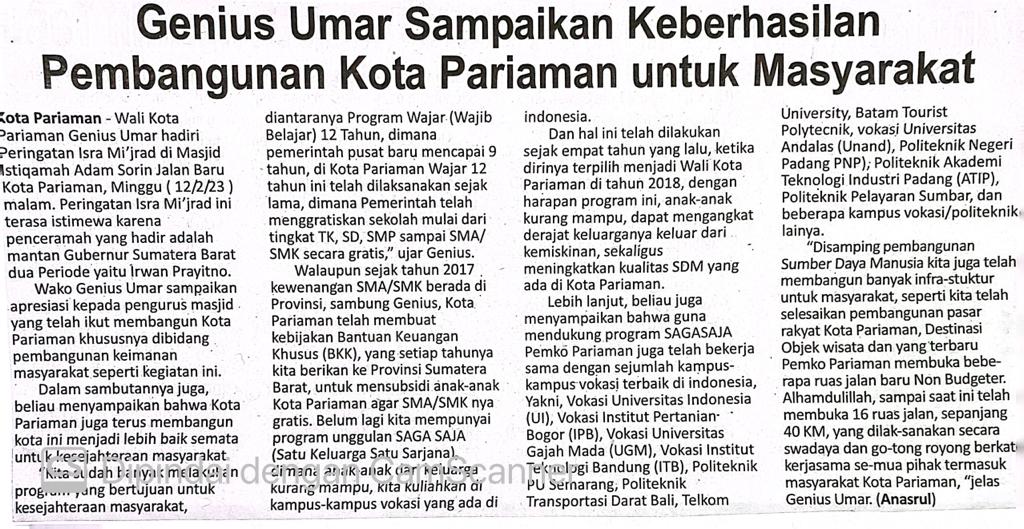 Genius Umar Sampaikan Keberhasilan
Pembangunan Kota Pariaman untuk Masyarakat
Kota Pariaman - Wali Kota
Pariaman Genius Umar hadiri
Peringatan Isra Mi'jrad di Masjid
Istiqamah Adam Sorin Jalan Baru
Kota Pariaman, Minggu ( 12/2/23 )
malam. Peringatan Isra Mi'jrad ini
terasa istimewa karena
penceramah yang hadir adalah
mantan Gubernur Sumatera Barat
dua Periode yaitu Irwan Prayitno.
Wako Genius Umar sampaikan
apresiasi kepada pengurus masjid
yang telah ikut membangun Kota
Pariaman khususnya dibidang
pembangunan keimanan
masyarakat seperti kegiatan ini.
Dalam sambutannya juga,
beliau menyampaikan bahwa Kota
Pariaman juga terus membangun
kota ini menjadi lebih baik semata
untuk kesejahteraan masyarakat
"Kita sudah banyak melakukan
program yang bertujuan untuk
kesejahteraan masyarakat,
diantaranya Program Wajar (Wajib
Belajar) 12 Tahun, dimana
pemerintah pusat baru mencapai 9
tahun, di Kota Pariaman Wajar 12
tahun ini telah dilaksanakan sejak
lama, dimana Pemerintah telah
menggratiskan sekolah mulai dari
tingkat TK, SD, SMP sampai SMA/
SMK secara gratis," ujar Genius.
Walaupun sejak tahun 2017
kewenangan SMA/SMK berada di
Provinsi, sambung Genius, Kota
Pariaman telah membuat
kebijakan Bantuan Keuangan
Khusus (BKK), yang setiap tahunya
kita berikan ke Provinsi Sumatera
Barat, untuk mensubsidi anak-anak
Kota Pariaman agar SMA/SMK nya
gratis. Belum lagi kita mempunyai
program unggulan SAGA SAJA
(Satu Keluarga Satu Sarjana)
dimana anak dari keluarga
kurang mampu, kita kuliahkan di
kampus-kampus vokasi yang ada di
indonesia.
Dan hal ini telah dilakukan
sejak empat tahun yang lalu, ketika
dirinya terpilih menjadi Wali Kota
Pariaman di tahun 2018, dengan
harapan program ini, anak-anak
kurang mampu, dapat mengangkat
derajat keluarganya keluar dari
kemiskinan, sekaligus
meningkatkan kualitas SDM yang
ada di Kota Pariaman.
Lebih lanjut, beliau juga
menyampaikan bahwa guna
mendukung program SAGASAJA
Pemko Pariaman juga telah bekerja
sama dengan sejumlah kampus-
kampus vokasi terbaik di indonesia,
Yakni, Vokasi Universitas Indonesia
(UI), Vokasi Institut Pertanian
Bogor (IPB), Vokasi Universitas
Gajah Mada (UGM), Vokasi Institut
Teknologi Bandung (ITB), Politeknik
PU Semarang, Politeknik
Transportasi Darat Bali, Telkom
University, Batam Tourist
Polytecnik, vokasi Universitas
Andalas (Unand), Politeknik Negeri
Padang PNP), Politeknik Akademi
Teknologi Industri Padang (ATIP),
Politeknik Pelayaran Sumbar, dan
beberapa kampus vokasi/politeknik
lainya.
"Disamping pembangunan
Sumber Daya Manusia kita juga telah
membangun banyak infra-stuktur
untuk masyarakat, seperti kita telah
selesaikan pembangunan pasar
rakyat Kota Pariaman, Destinasi
Objek wisata dan yang terbaru
Pemko Pariaman membuka bebe-
rapa ruas jalan baru Non Budgeter.
Alhamdulillah, sampai saat ini telah
membuka 16 ruas jalan, sepanjang
40 KM, yang dilak-sanakan secara
swadaya dan go-tong royong berkat
kerjasama se-mua pihak termasuk
masyarakat Kota Pariaman, "jelas
Genius Umar. (Anasrul)
Dipindai dengan CamScanner